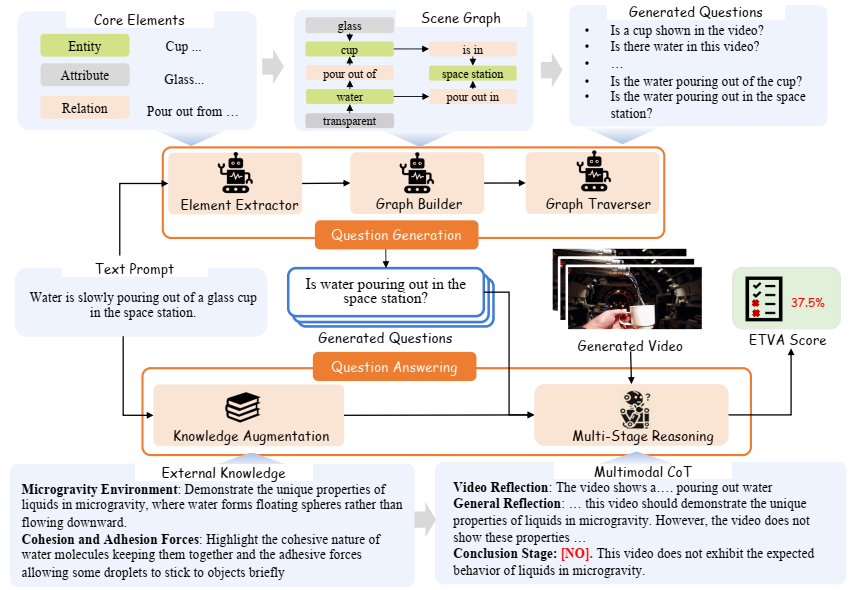 Core Elements
Entity
Cup ...
Attribute
Glass...
Relation
Pour out from ...
Scene Graph
glass
cup
is in
pour out of
space station
water
pour out in
transparent
Generated Questions
• Is a cup shown in the video?
• Is there water in this video?
• ...
• Is the water pouring out of the cup?
• Is the water pouring out in the space
station?
Element Extractor
Graph Builder
Graph Traverser
Question Generation
Text Prompt
Water is slowly pouring out of a glass cup
in the space station.
Is water pouring out in the
space station?
Generated Questions
Generated Video
37.5%
ETVA Score
Question Answering
Knowledge Augmentation
Multi-Stage Reasoning
External Knowledge
Microgravity Environment: Demonstrate the unique properties of
liquids in microgravity, where water forms floating spheres rather than
flowing downward.
Cohesion and Adhesion Forces: Highlight the cohesive nature of
water molecules keeping them together and the adhesive forces
allowing some droplets to stick to objects briefly
Multimodal CoT
Video Reflection: The video shows a.... pouring out water
General Reflection: ... this video should demonstrate the unique
properties of liquids in microgravity. However, the video does not
show these properties ...
Conclusion Stage: [NO]. This video does not exhibit the expected
behavior of liquids in microgravity.